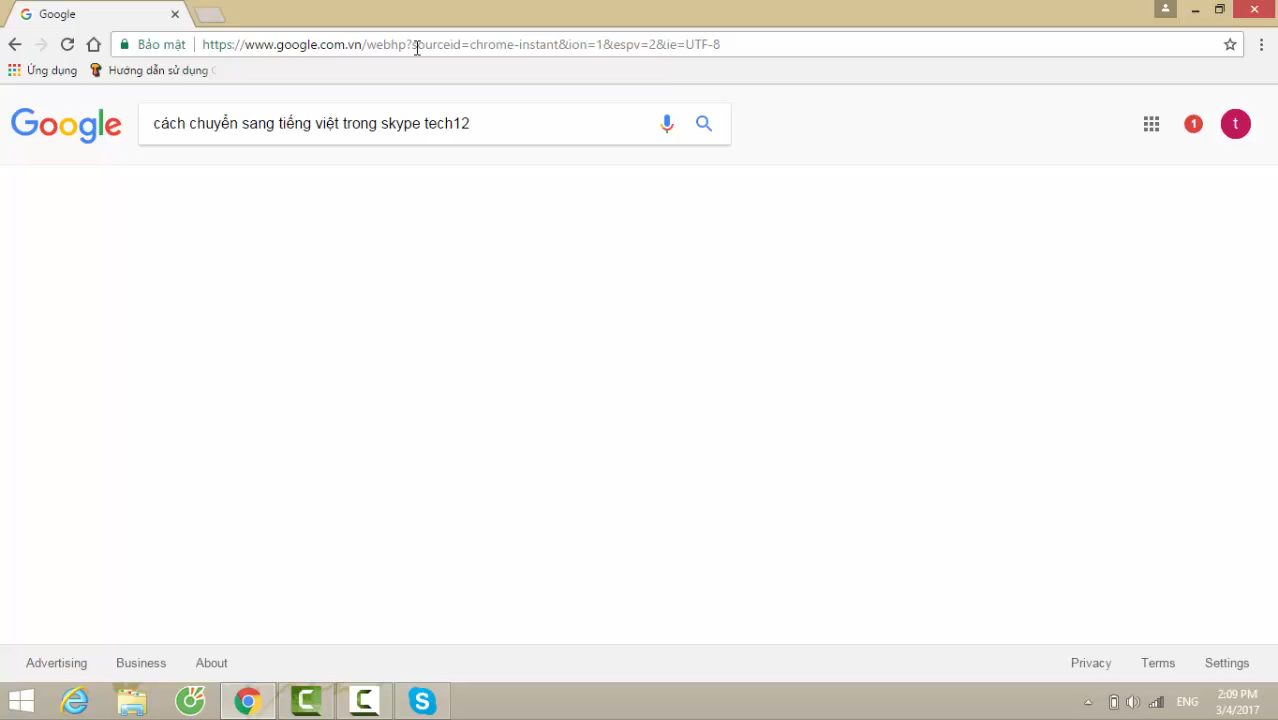 Google
Bảo mật
https://www.google.com.vn/webhp?sourceid=chrome-instant&ion=1&espv=2&ie=UTF-8
Ứng dụng
Hướng dẫn sử dụng
Google
cách chuyển sang tiếng việt trong skype tech12
1
t
Advertising
Business
About
Privacy
Terms
Settings
ENG
2:09 PM
3/4/2017